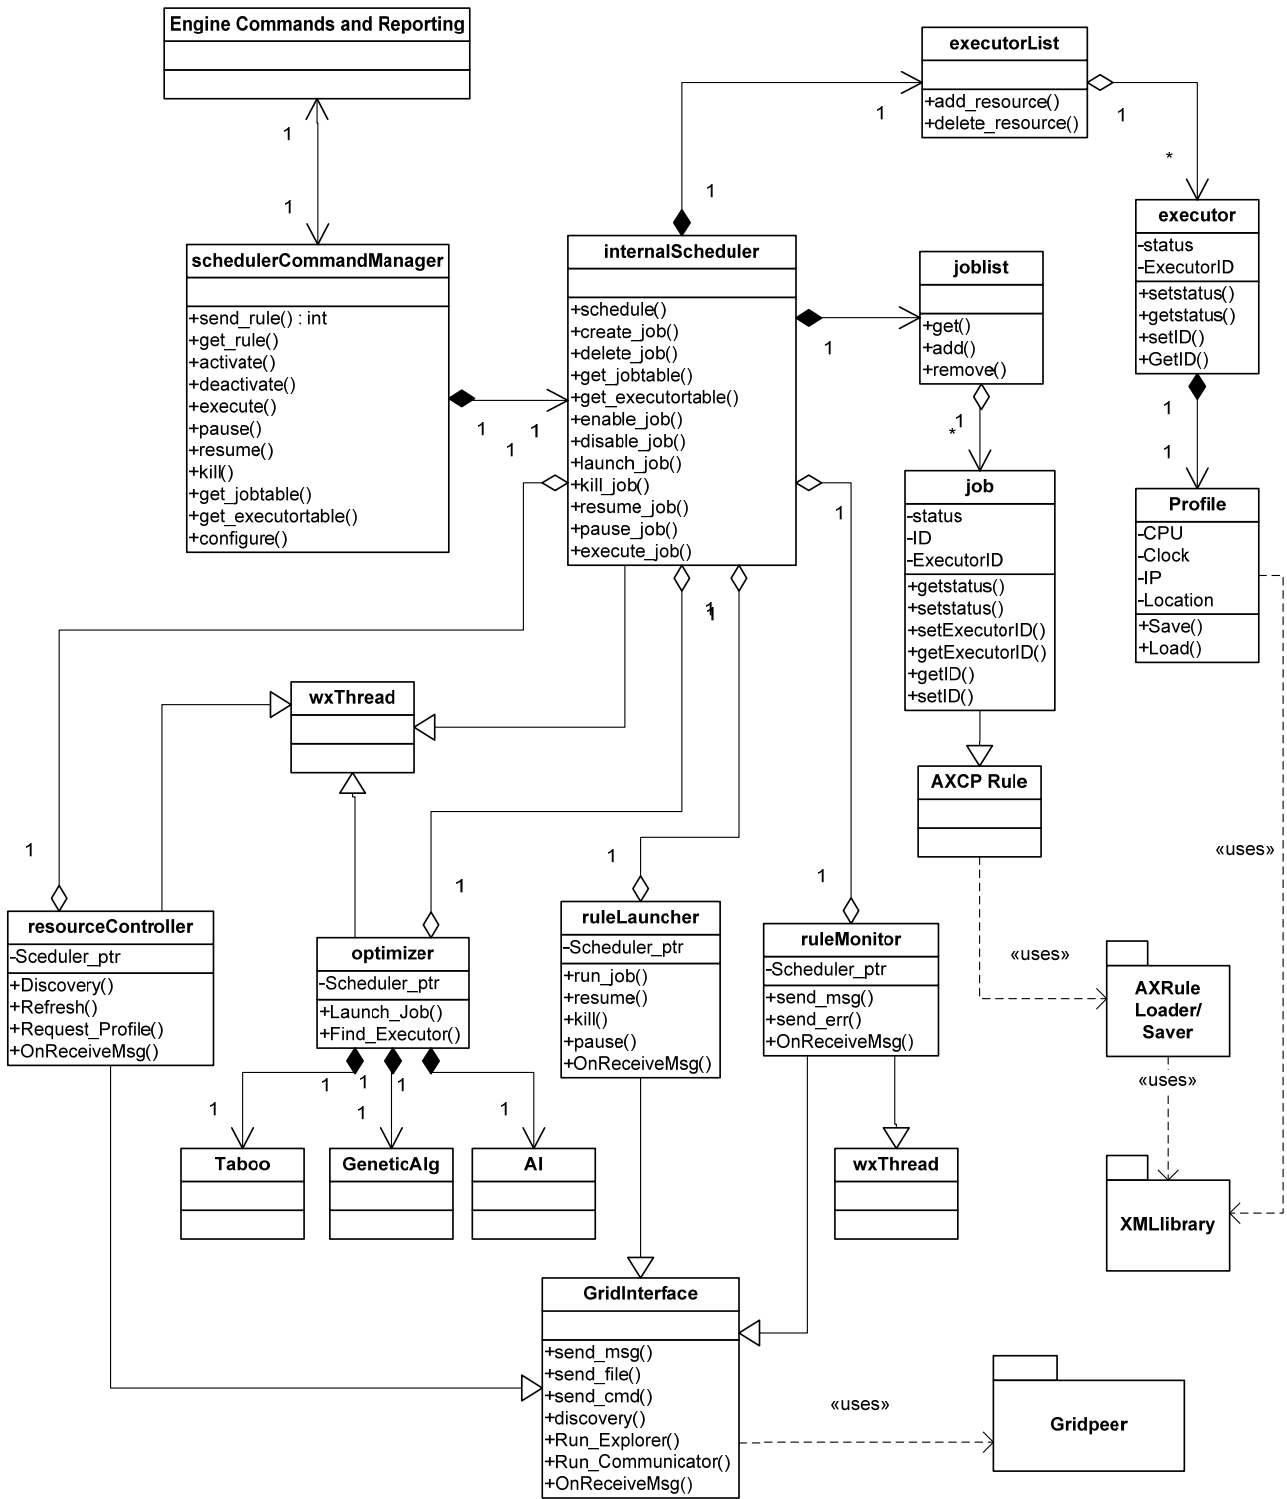 Engine Commands and Reporting
1
1
schedulerCommandManager
+send_rule() : int
+get_rule()
+activate()
+deactivate()
+execute()
+pause()
+resume()
+kill()
+get_jobtable()
+get_executortable()
+configure()
1
1
1
internalScheduler
+schedule()
+create_job()
+delete_job()
+get_jobtable()
+get_executortable()
+enable_job()
+disable_job()
+launch_job()
+kill_job()
+resume_job()
+pause_job()
+execute_job()
1
1
executorList
+add_resource()
+delete_resource()
1
*
executor
-status
-ExecutorID
+setstatus()
+getstatus()
+setID()
+GetID()
1
1
Profile
-CPU
-Clock
-IP
-Location
+Save()
+Load()
«uses»
1
joblist
+get()
+add()
+remove()
1
*
job
-status
-ID
-ExecutorID
+getstatus()
+setstatus()
+setExecutorID()
+getExecutorID()
+getID()
+setID()
AXCP Rule
«uses»
AXRule
Loader/
Saver
«uses»
XMLlibrary
1
1
1
wxThread
1
resourceController
-Sceduler_ptr
+Discovery()
+Refresh()
+Request_Profile()
+OnReceiveMsg()
1
optimizer
-Scheduler_ptr
+Launch_Job()
+Find_Executor()
1
1
1
1
1
1
Taboo
GeneticAlg
AI
1
ruleLauncher
-Scheduler_ptr
+run_job()
+resume()
+kill()
+pause()
+OnReceiveMsg()
1
ruleMonitor
-Scheduler_ptr
+send_msg()
+send_err()
+OnReceiveMsg()
wxThread
GridInterface
+send_msg()
+send_file()
+send_cmd()
+discovery()
+Run_Explorer()
+Run_Communicator()
+OnReceiveMsg()
«uses»
Gridpeer